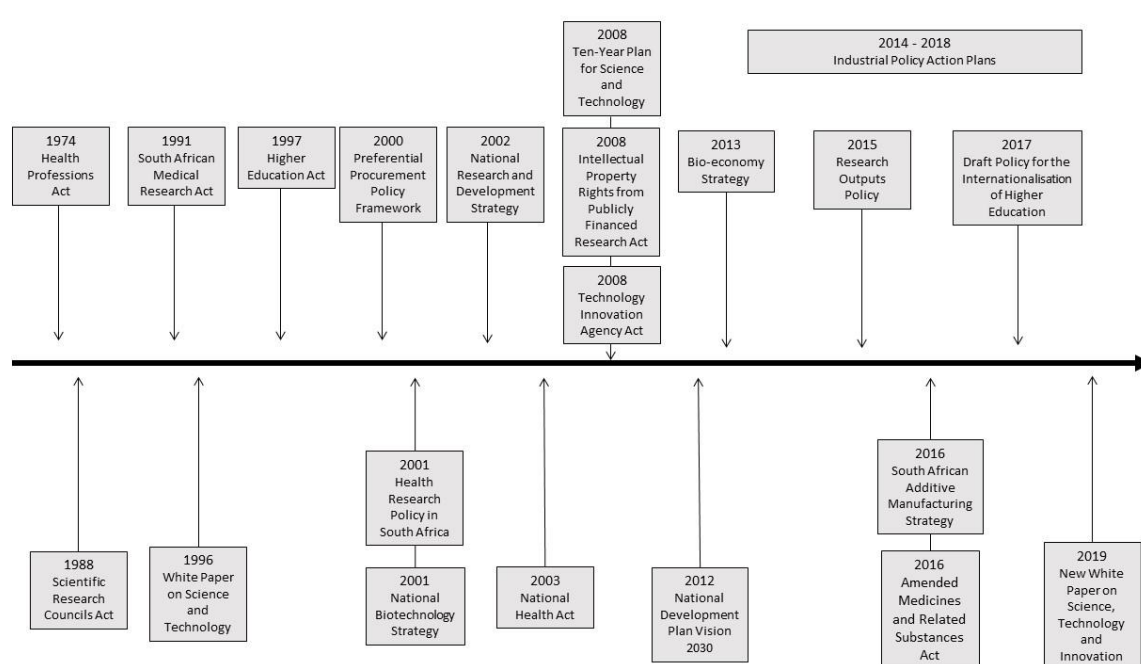 2008
Ten-Year Plan
for Science
and
Technology
2014 - 2018
Industrial Policy Action Plans
1974
Health
Professions
Act
1991
South African
Medical
Research Act
1997
Higher
Education Act
2000
Preferential
Procurement
Policy
Framework
2002
National
Research and
Development
Strategy
2008
Intellectual
Property
Rights from
Publicly
Financed
Research Act
2008
Technology
Innovation
Agency Act
2013
Bio-economy
Strategy
2015
Research
Outputs
Policy
2017
Draft Policy for the
Internationalisation
of Higher
Education
1988
Scientific
Research
Councils Act
1996
White Paper
on Science
and
Technology
2001
Health
Research
Policy in
South Africa
2001
National
Biotechnology
Strategy
2003
National
Health Act
2012
National
Development
Plan Vision
2030
2016
South African
Additive
Manufacturing
Strategy
2016
Amended
Medicines
and Related
Substances
Act
2019
New White
Paper on
Science,
Technology
and
Innovation